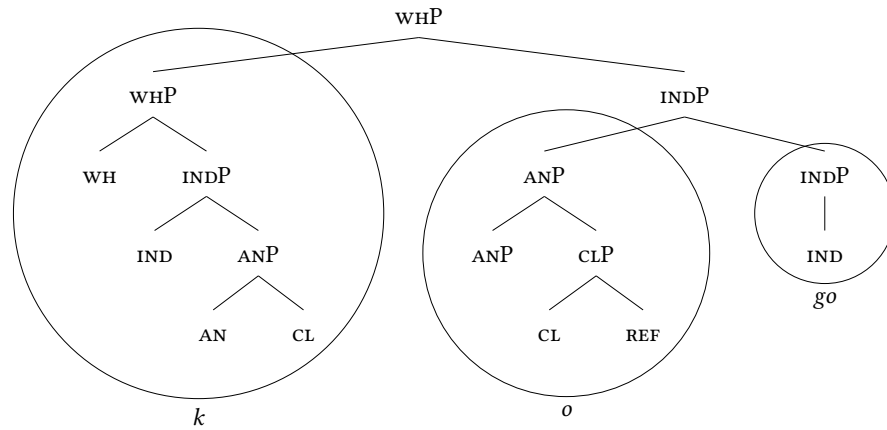 WHP
WHP INDP
WH INDP ANP INDP
IND ANP ANP CLP IND
go
AN CL CL REF
k o